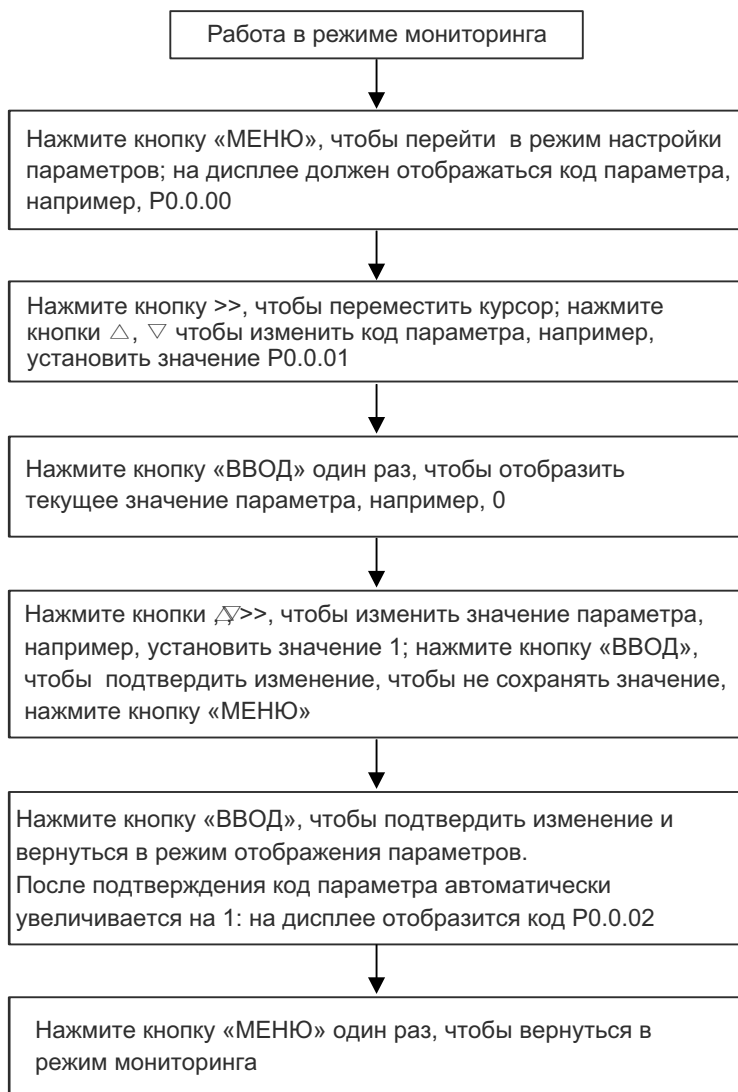 Работа в режиме мониторинга
Нажмите кнопку «МЕНЮ», чтобы перейти в режим настройки
параметров; на дисплее должен отображаться код параметра,
например, P0.0.00
Нажмите кнопку >>, чтобы переместить курсор; нажмите
кнопки △, ▽ чтобы изменить код параметра, например,
установить значение P0.0.01
Нажмите кнопку «ВВОД» один раз, чтобы отобразить
текущее значение параметра, например, 0
Нажмите кнопки △,▽>>, чтобы изменить значение параметра,
например, установить значение 1; нажмите кнопку «ВВОД»,
чтобы подтвердить изменение, чтобы не сохранять значение,
нажмите кнопку «МЕНЮ»
Нажмите кнопку «ВВОД», чтобы подтвердить изменение и
вернуться в режим отображения параметров.
После подтверждения код параметра автоматически
увеличивается на 1: на дисплее отобразится код P0.0.02
Нажмите кнопку «МЕНЮ» один раз, чтобы вернуться в
режим мониторинга